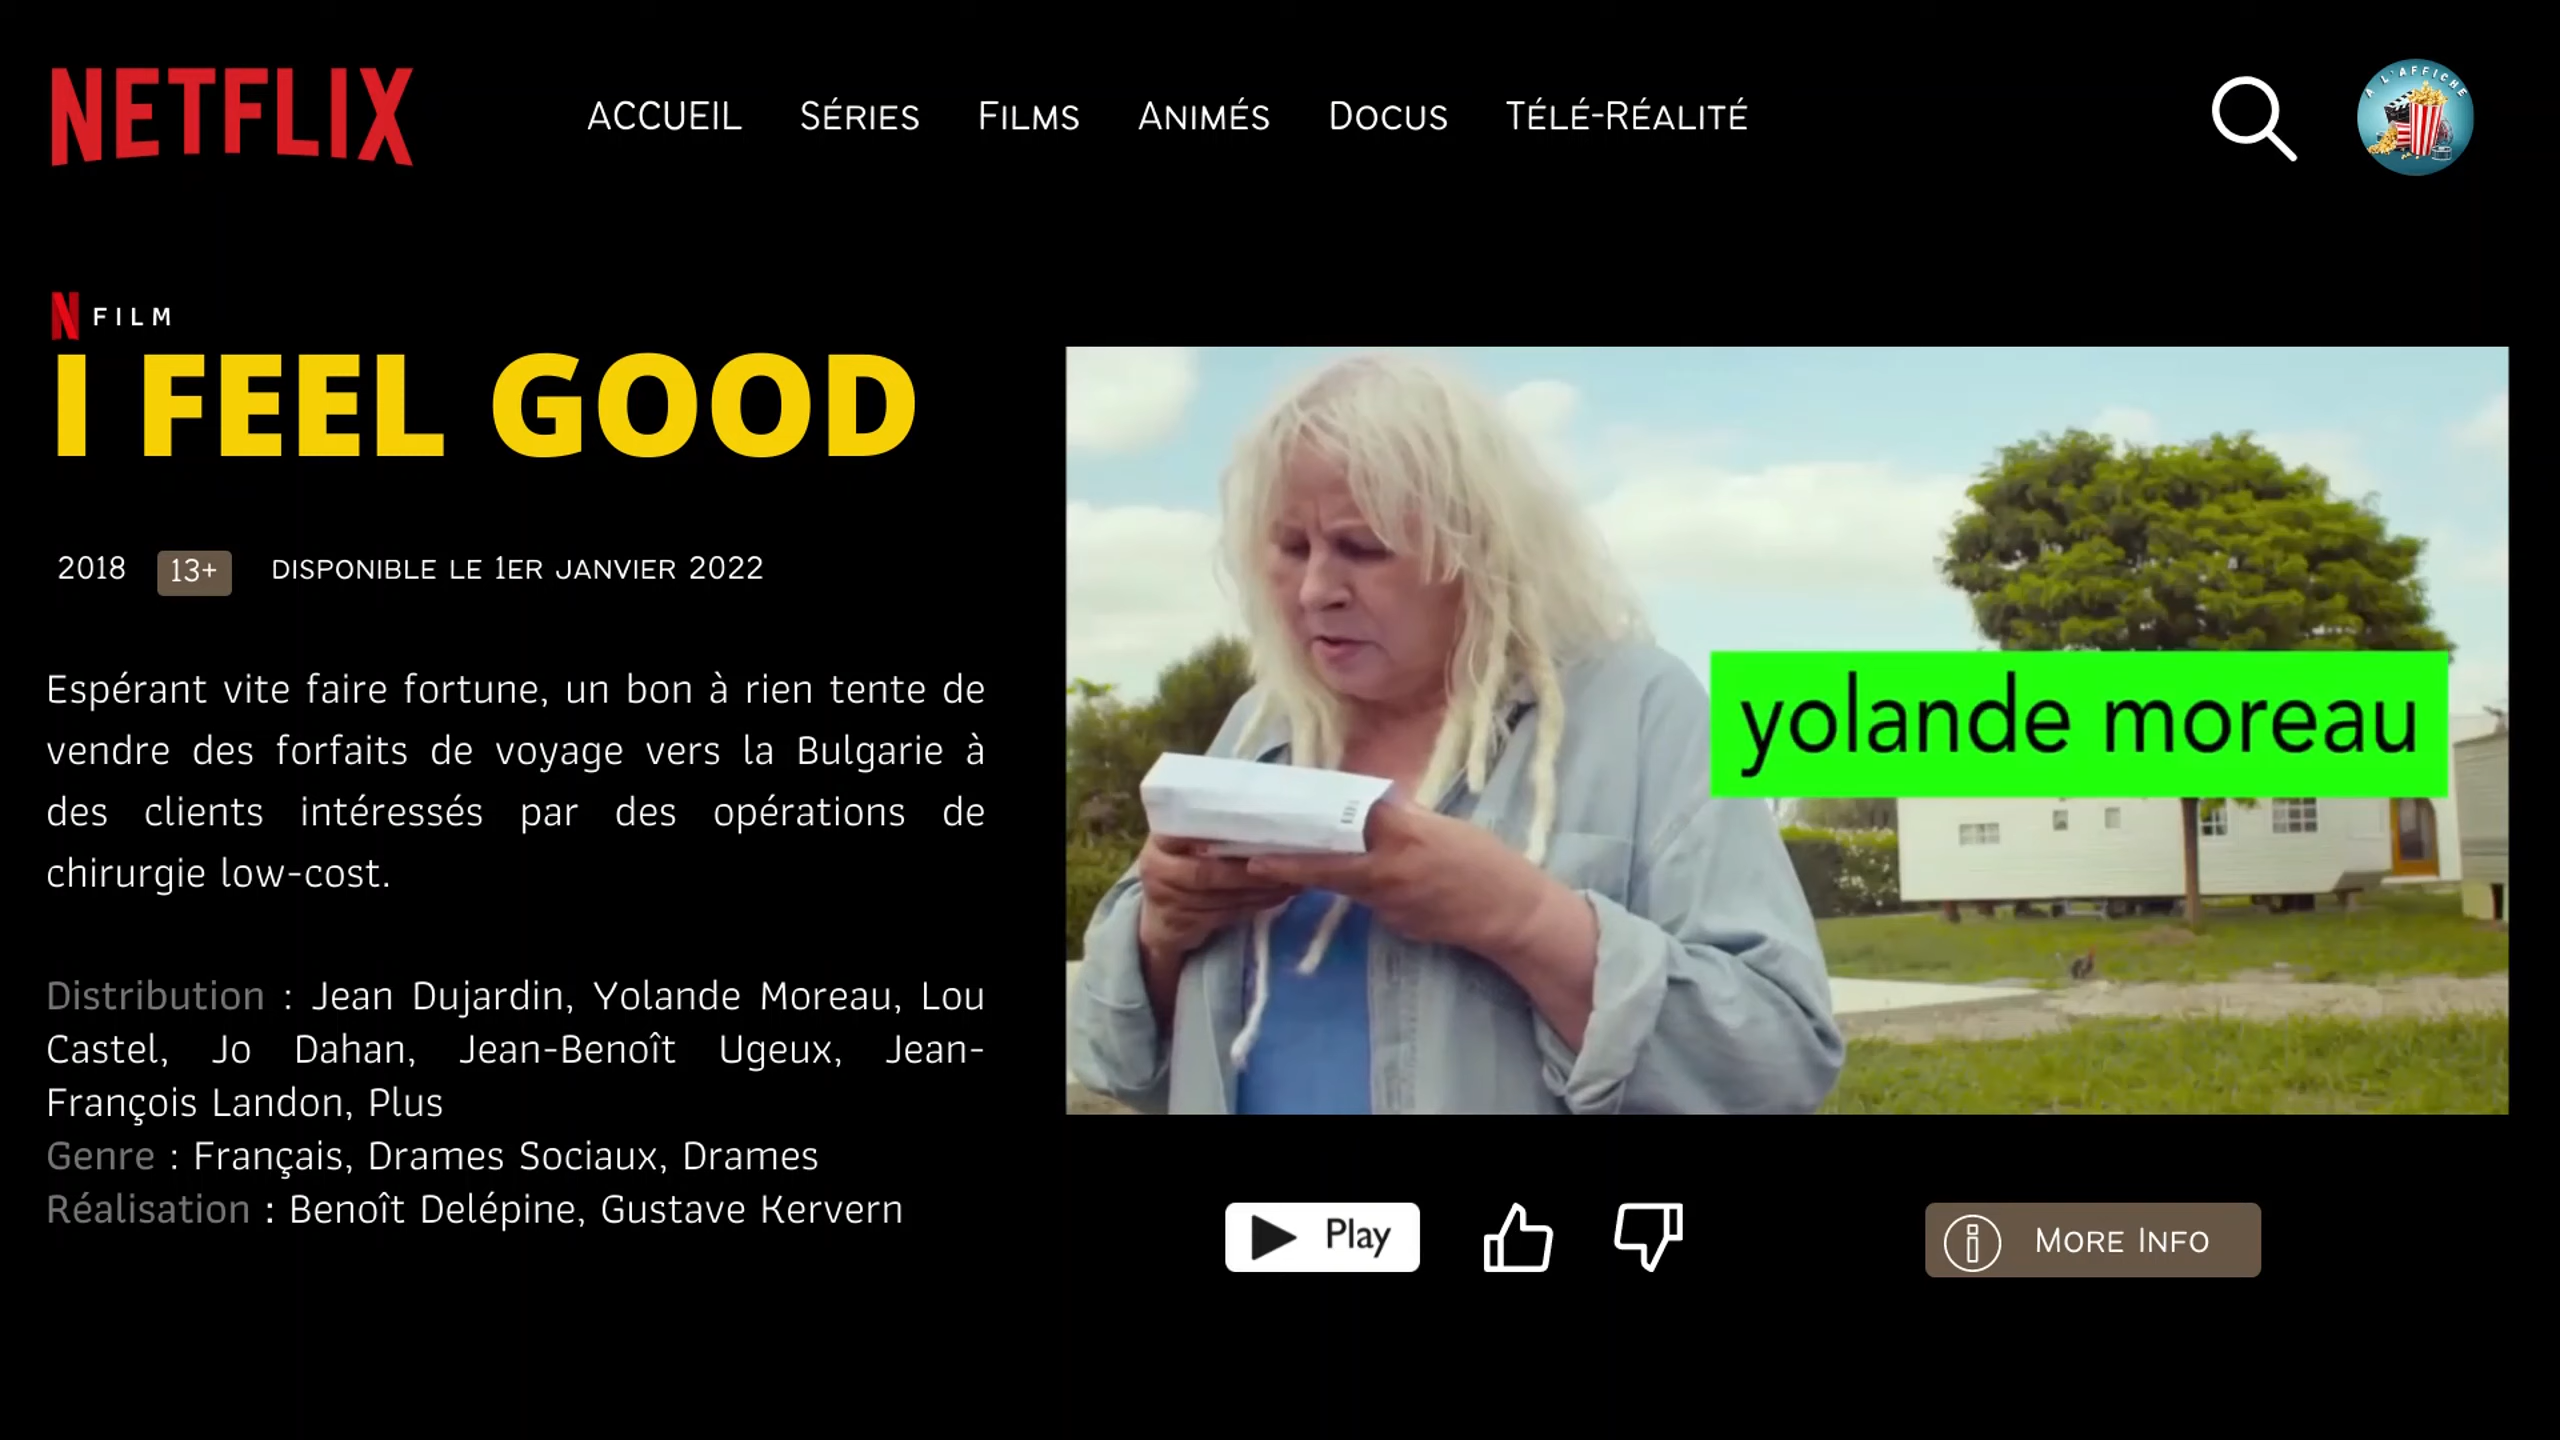 NETFLIX
ACCUEIL Séries Films Animés Docus Télé-Réalité
A L'AFFICHE
N FILM
I FEEL GOOD
2018 13+ disponible le 1er janvier 2022
Espérant vite faire fortune, un bon à rien tente de
vendre des forfaits de voyage vers la Bulgarie à
des clients intéressés par des opérations de
chirurgie low-cost.
Distribution : Jean Dujardin, Yolande Moreau, Lou
Castel, Jo Dahan, Jean-Benoît Ugeux, Jean-
François Landon, Plus
Genre : Français, Drames Sociaux, Drames
Réalisation : Benoît Delépine, Gustave Kervern
yolande moreau
Play
More Info